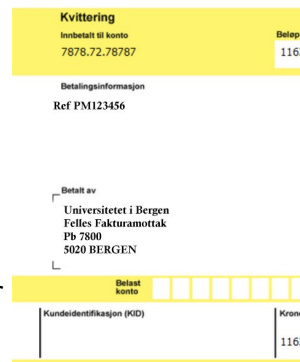 Kvittering
Innbetalt til konto Beløp
7878.72.78787 116
Betalingsinformasjon
Ref PM123456
Betalt av
Universitetet i Bergen
Felles Fakturamottak
Pb 7800
5020 BERGEN
Belast
konto
Kundeidentifikasjon (KID) Kron
116